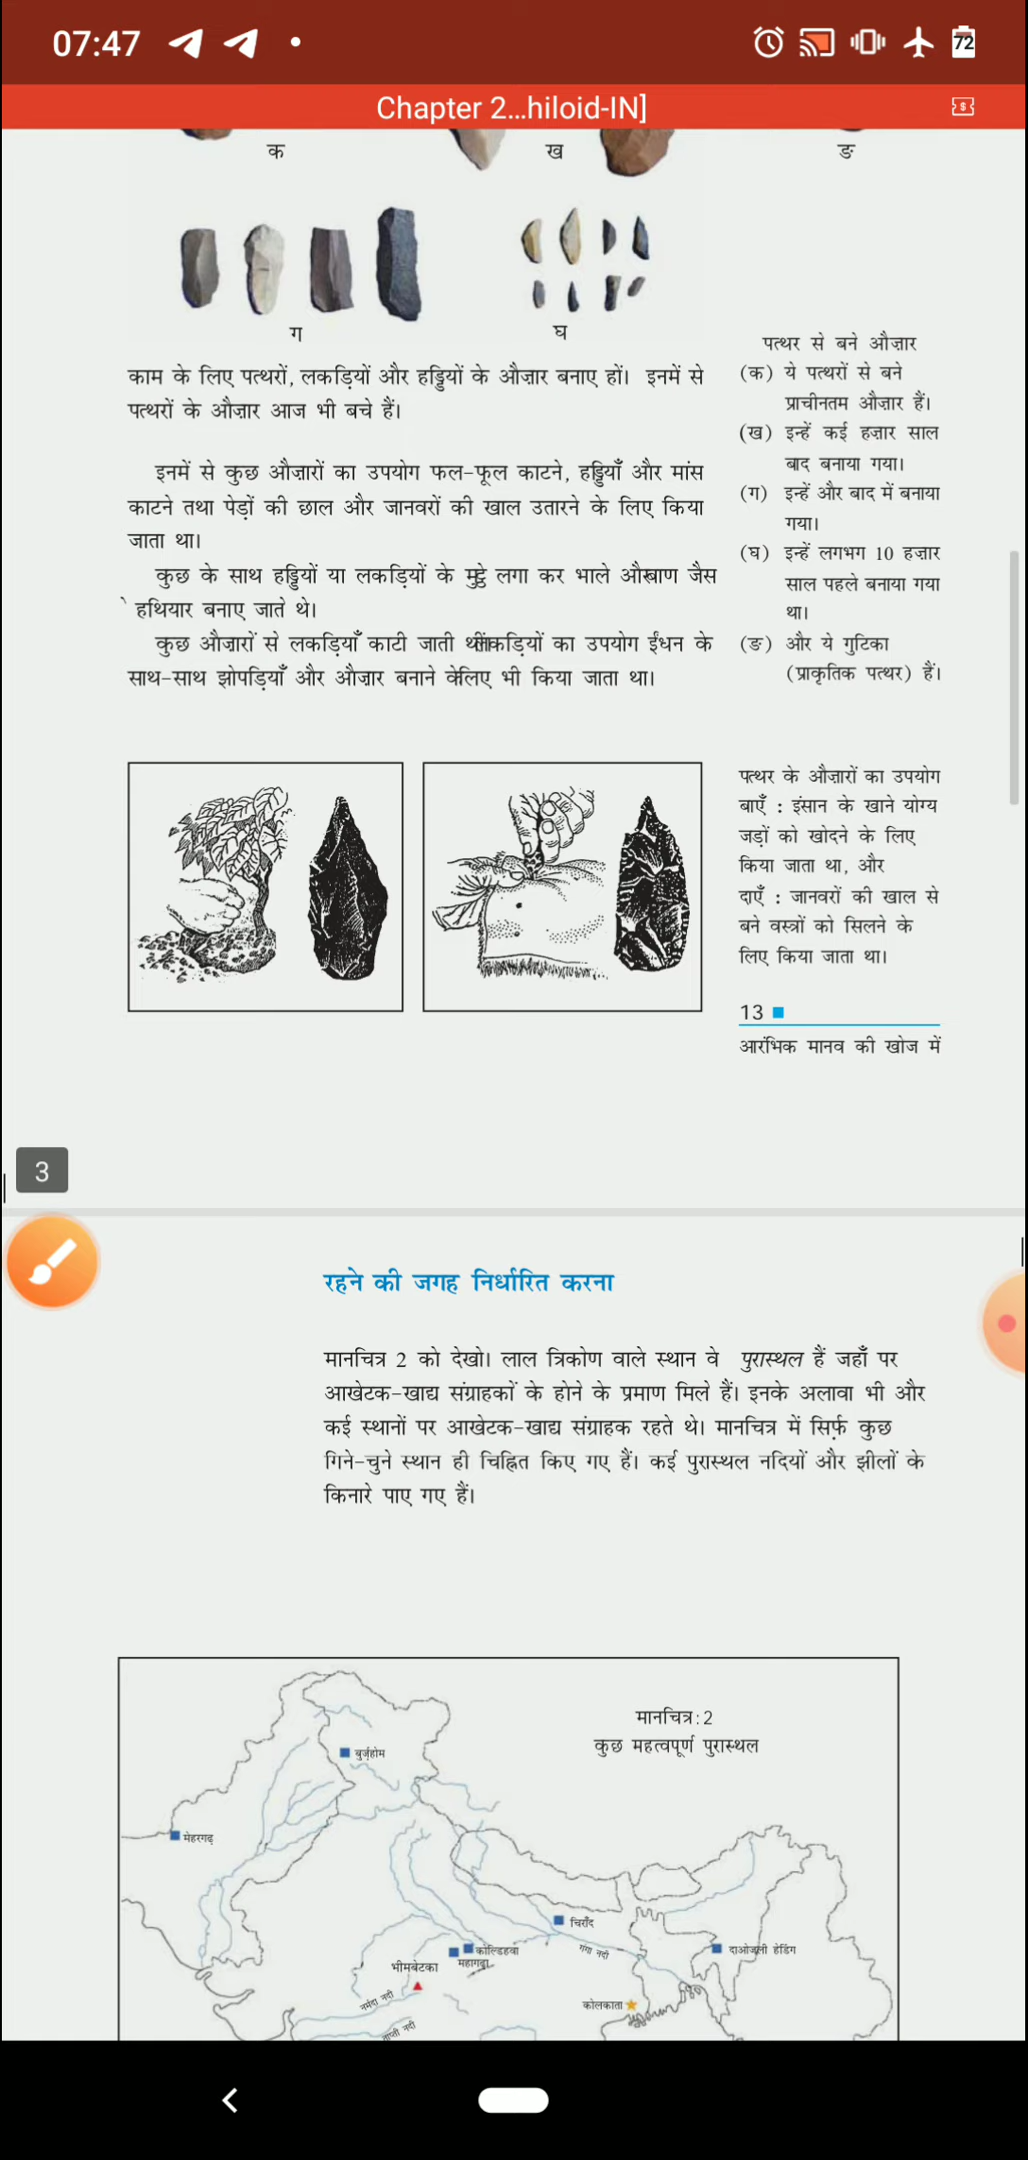 07:47
72
Chapter 2...hiloid-IN]
क ख ङ
ग घ
काम के लिए पत्थरों, लकड़ियों और हड्डियों के औज़ार बनाए हों। इनमें से
पत्थरों के औज़ार आज भी बचे हैं।
इनमें से कुछ औज़ारों का उपयोग फल-फूल काटने, हड्डियाँ और मांस
काटने तथा पेड़ों की छाल और जानवरों की खाल उतारने के लिए किया
जाता था।
कुछ के साथ हड्डियों या लकड़ियों के मुट्ठे लगा कर भाले और बाण जैस
े हथियार बनाए जाते थे।
कुछ औज़ारों से लकड़ियाँ काटी जाती थीं। लकड़ियों का उपयोग ईंधन के
साथ-साथ झोपड़ियाँ और औज़ार बनाने के लिए भी किया जाता था।
पत्थर से बने औज़ार
(क) ये पत्थरों से बने
प्राचीनतम औज़ार हैं।
(ख) इन्हें कई हज़ार साल
बाद बनाया गया।
(ग) इन्हें और बाद में बनाया
गया।
(घ) इन्हें लगभग 10 हज़ार
साल पहले बनाया गया
था।
(ङ) और ये गुटिका
(प्राकृतिक पत्थर) हैं।
पत्थर के औज़ारों का उपयोग
बाएँ : इंसान के खाने योग्य
जड़ों को खोदने के लिए
किया जाता था, और
दाएँ : जानवरों की खाल से
बने वस्त्रों को सिलने के
लिए किया जाता था।
13
आरंभिक मानव की खोज में
3
रहने की जगह निर्धारित करना
मानचित्र 2 को देखो। लाल त्रिकोण वाले स्थान वे पुरास्थल हैं जहाँ पर
आखेटक-खाद्य संग्राहकों के होने के प्रमाण मिले हैं। इनके अलावा भी और
कई स्थानों पर आखेटक-खाद्य संग्राहक रहते थे। मानचित्र में सिर्फ़ कुछ
गिने-चुने स्थान ही चिह्नित किए गए हैं। कई पुरास्थल नदियों और झीलों के
किनारे पाए गए हैं।
मानचित्र:2
कुछ महत्वपूर्ण पुरास्थल
बुर्ज़होम
मेहरगढ़
चिराँद
कोल्डिहवा
महागढ़ा
गंगा नदी
दाओजली हेडिंग
भीमबेटका
नर्मदा नदी
कोलकाता
ताप्ती नदी